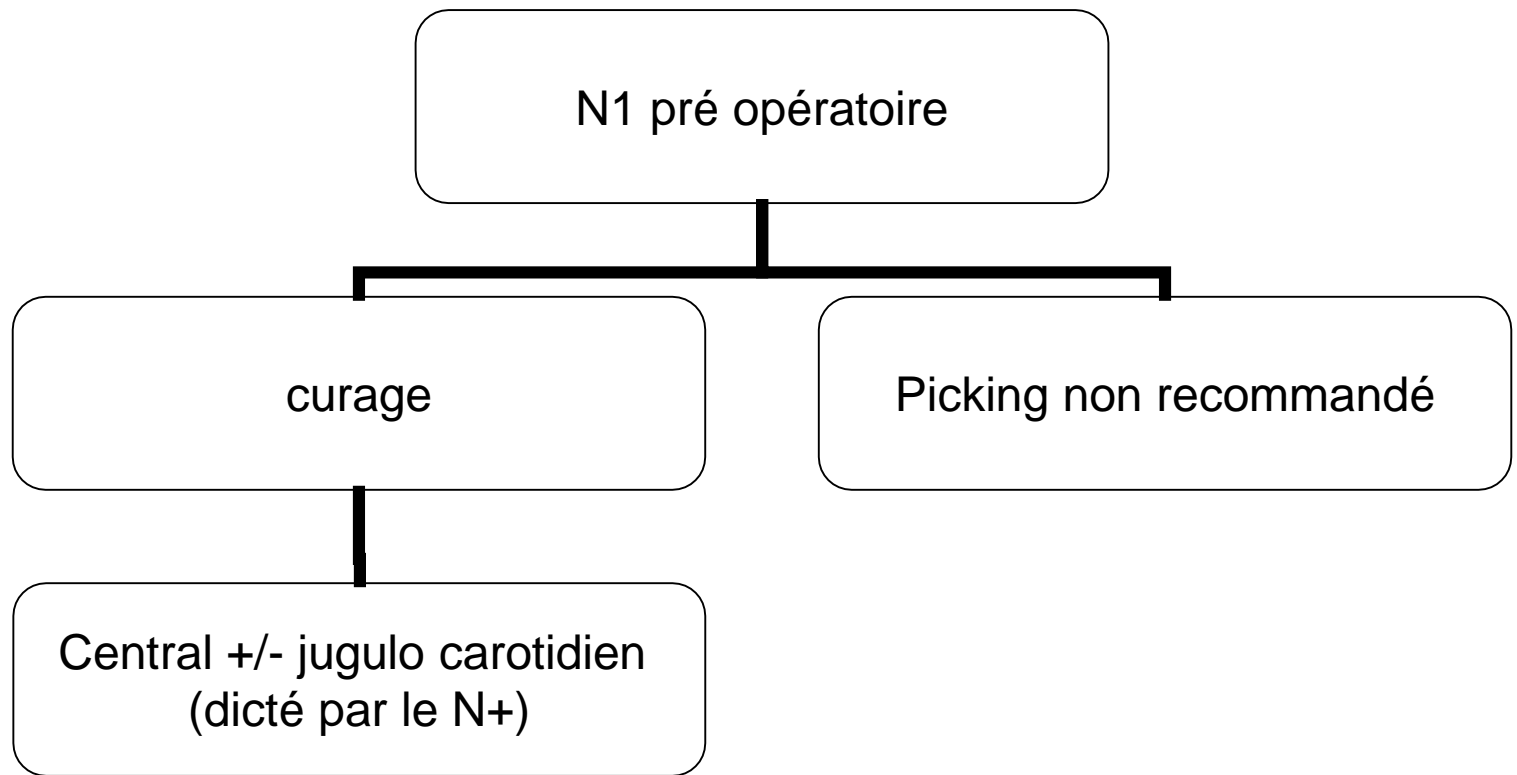 N1 pré opératoire
curage
Picking non recommandé
Central +/- jugulo carotidien
(dicté par le N+)